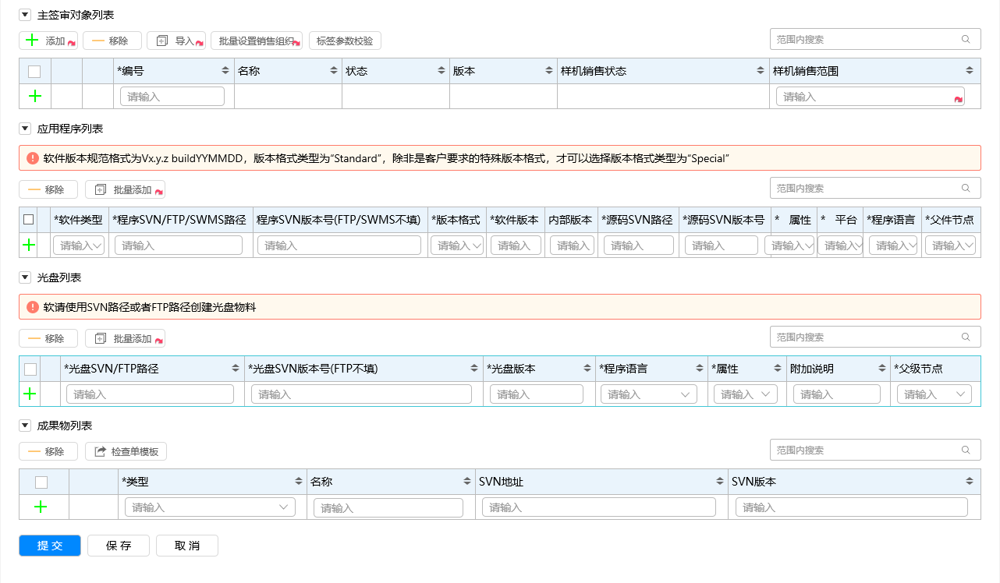 主签审对象列表
添加 移除 导入 批量设置销售组织 标签参数校验 范围内搜索
*编号 名称 状态 版本 样机销售状态 样机销售范围
请输入 请输入
应用程序列表
软件版本规范格式为Vx.y.z buildYYMMDD，版本格式类型为“Standard”，除非是客户要求的特殊版本格式，才可以选择版本格式类型为“Special”
移除 批量添加 范围内搜索
*软件类型 *程序SVN/FTP/SWMS路径 程序SVN版本号(FTP/SWMS不填) *版本格式 *软件版本 内部版本 *源码SVN路径 *源码SVN版本号 * 属性 * 平台 *程序语言 *父件节点
请输入 请输入 请输入 请输入 请输入 请输入 请输入 请输入 请输入 请输入 请输入 请输入
光盘列表
软请使用SVN路径或者FTP路径创建光盘物料
移除 批量添加 范围内搜索
*光盘SVN/FTP路径 *光盘SVN版本号(FTP不填) *光盘版本 *程序语言 *属性 附加说明 *父级节点
请输入 请输入 请输入 请输入 请输入 请输入 请输入
成果物列表
移除 检查单模板 范围内搜索
*类型 名称 SVN地址 SVN版本
请输入 请输入 请输入 请输入
提交 保存 取消